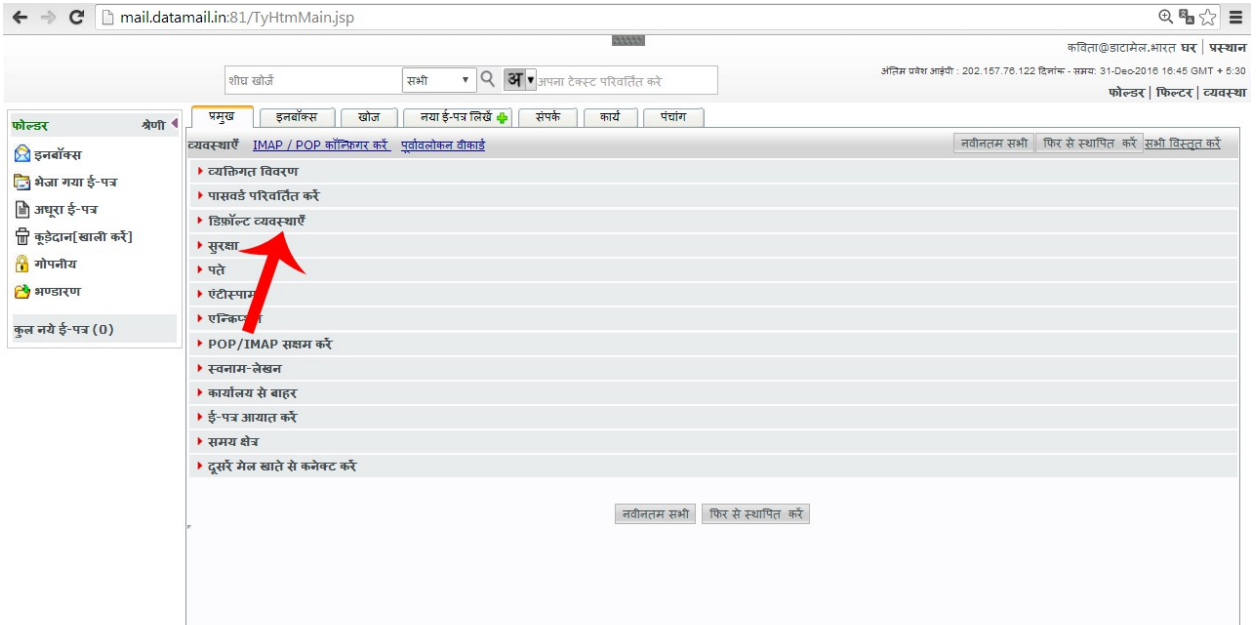 mail.datamail.in:81/TyHtmMain.jsp
कविता@डाटामेल.भारत घर | प्रस्थान
शीघ्र खोजें सभी अ अपना टेक्स्ट परिवर्तित करे
अंतिम प्रवेश आईपी : 202.157.76.122 दिनांक - समय: 31-Dec-2016 16:45 GMT + 5:30
फोल्डर | फिल्टर | व्यवस्था
प्रमुख इनबॉक्स खोज नया ई-पत्र लिखें संपर्क कार्य पंचांग
फोल्डर श्रेणी
व्यवस्थाएँ IMAP / POP कॉन्फ़िगर करें पूर्वावलोकन वीकार्ड नवीनतम सभी फिर से स्थापित करें सभी विस्तृत करें
इनबॉक्स
भेजा गया ई-पत्र
अधूरा ई-पत्र
कूड़ेदान[खाली करें]
गोपनीय
भण्डारण
कुल नये ई-पत्र (0)
व्यक्तिगत विवरण
पासवर्ड परिवर्तित करें
डिफ़ॉल्ट व्यवस्थाएँ
सुरक्षा
पते
एंटीस्पाम
POP/IMAP सक्षम करें
स्वनाम-लेखन
कार्यालय से बाहर
ई-पत्र आयात करें
समय क्षेत्र
दूसरें मेल खाते से कनेक्ट करें
नवीनतम सभी फिर से स्थापित करें